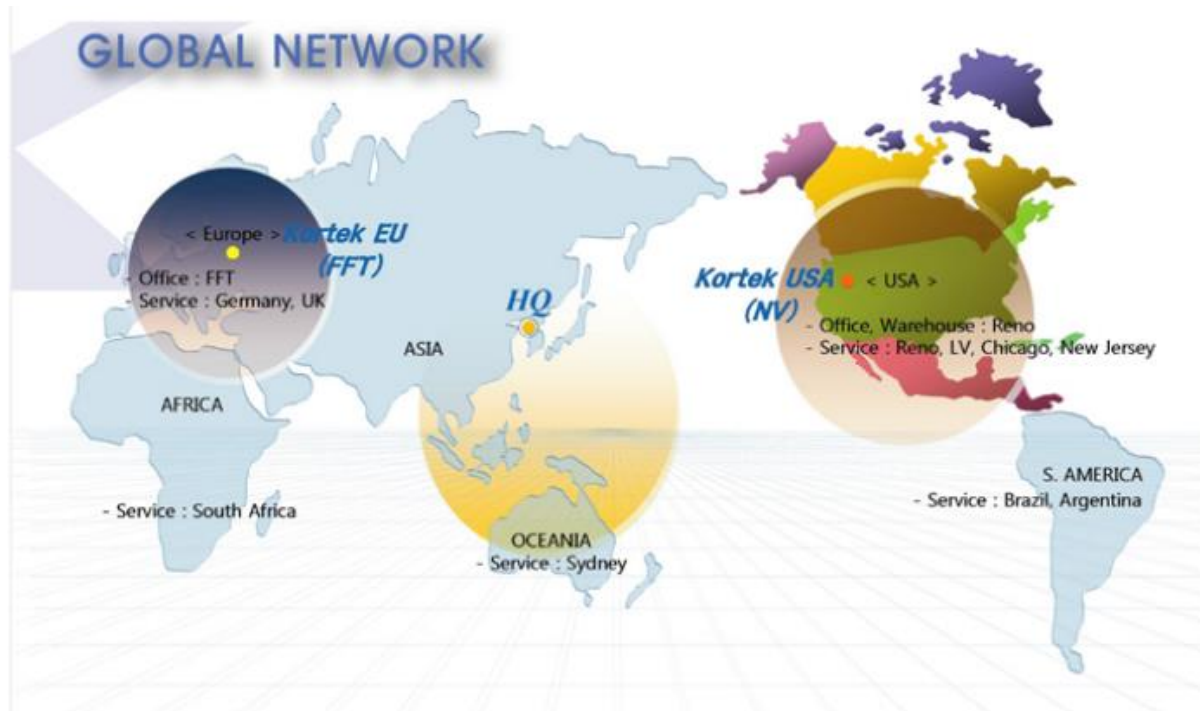 GLOBAL NETWORK
< Europe >
Kortek EU
(FFT)
- Office : FFT
- Service : Germany, UK
HQ
ASIA
AFRICA
- Service : South Africa
OCEANIA
- Service : Sydney
Kortek USA
(NV)
< USA >
- Office, Warehouse : Reno
- Service : Reno, LV, Chicago, New Jersey
S. AMERICA
- Service : Brazil, Argentina